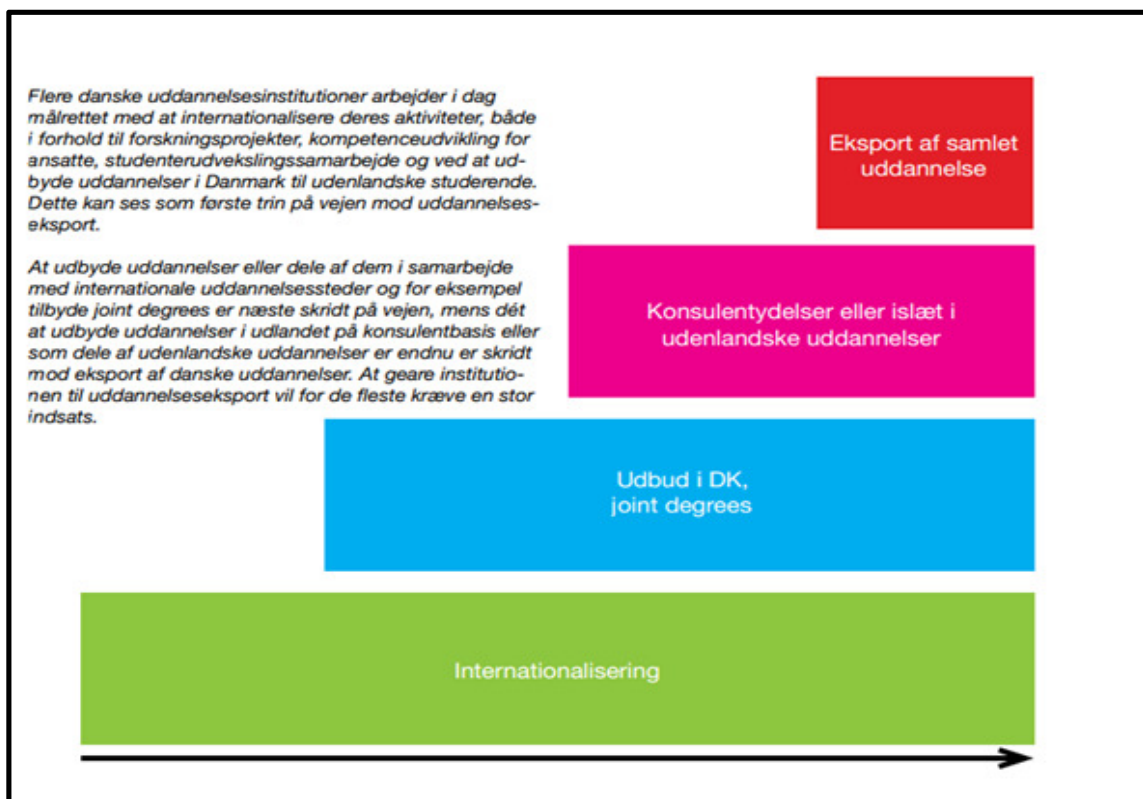 Flere danske uddannelsesinstitutioner arbejder i dag
målrettet med at internationalisere deres aktiviteter, både
i forhold til forskningsprojekter, kompetenceudvikling for
ansatte, studenterudvekslingssamarbejde og ved at ud-
byde uddannelser i Danmark til udenlandske studerende.
Dette kan ses som første trin på vejen mod uddannelses-
eksport.
At udbyde uddannelser eller dele af dem i samarbejde
med internationale uddannelsessteder og for eksempel
tilbyde joint degrees er næste skridt på vejen, mens dét
at udbyde uddannelser i udlandet på konsulentbasis eller
som dele af udenlandske uddannelser er endnu er skridt
mod eksport af danske uddannelser. At geare institutio-
nen til uddannelseseksport vil for de fleste kræve en stor
indsats.
Eksport af samlet
uddannelse
Konsulentydelser eller islæt i
udenlandske uddannelser
Udbud i DK,
joint degrees
Internationalisering